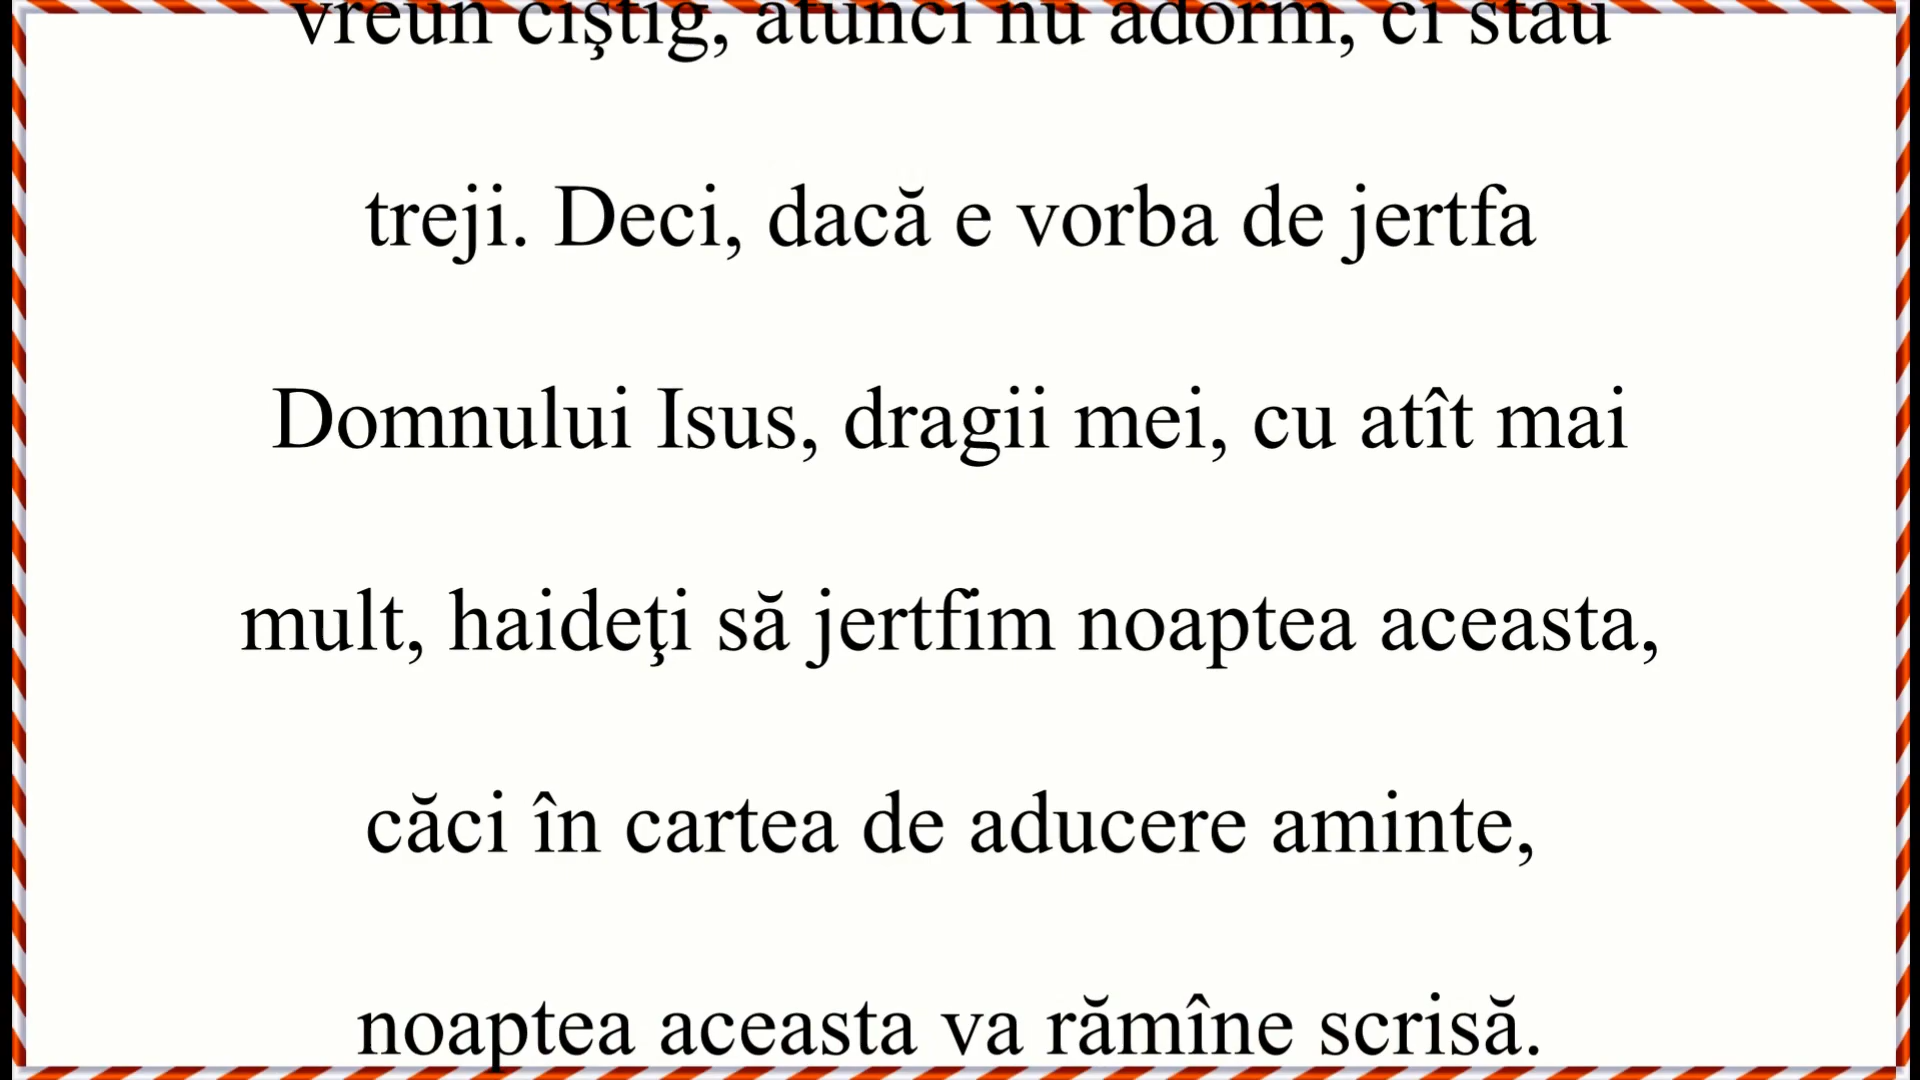 vreun cîştig, atunci nu adorm, ci stau
treji. Deci, dacă e vorba de jertfa
Domnului Isus, dragii mei, cu atît mai
mult, haideţi să jertfim noaptea aceasta,
căci în cartea de aducere aminte,
noaptea aceasta va rămîne scrisă.